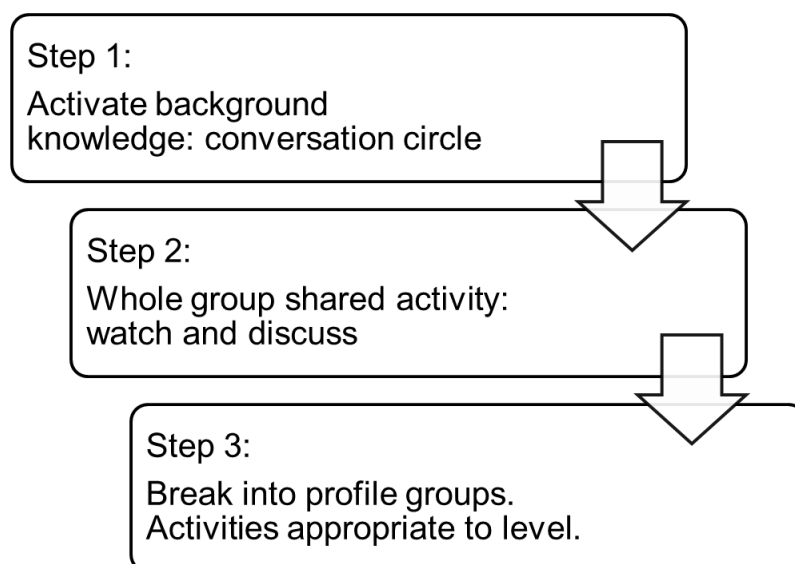 Step 1:
Activate background
knowledge: conversation circle
Step 2:
Whole group shared activity:
watch and discuss
Step 3:
Break into profile groups.
Activities appropriate to level.